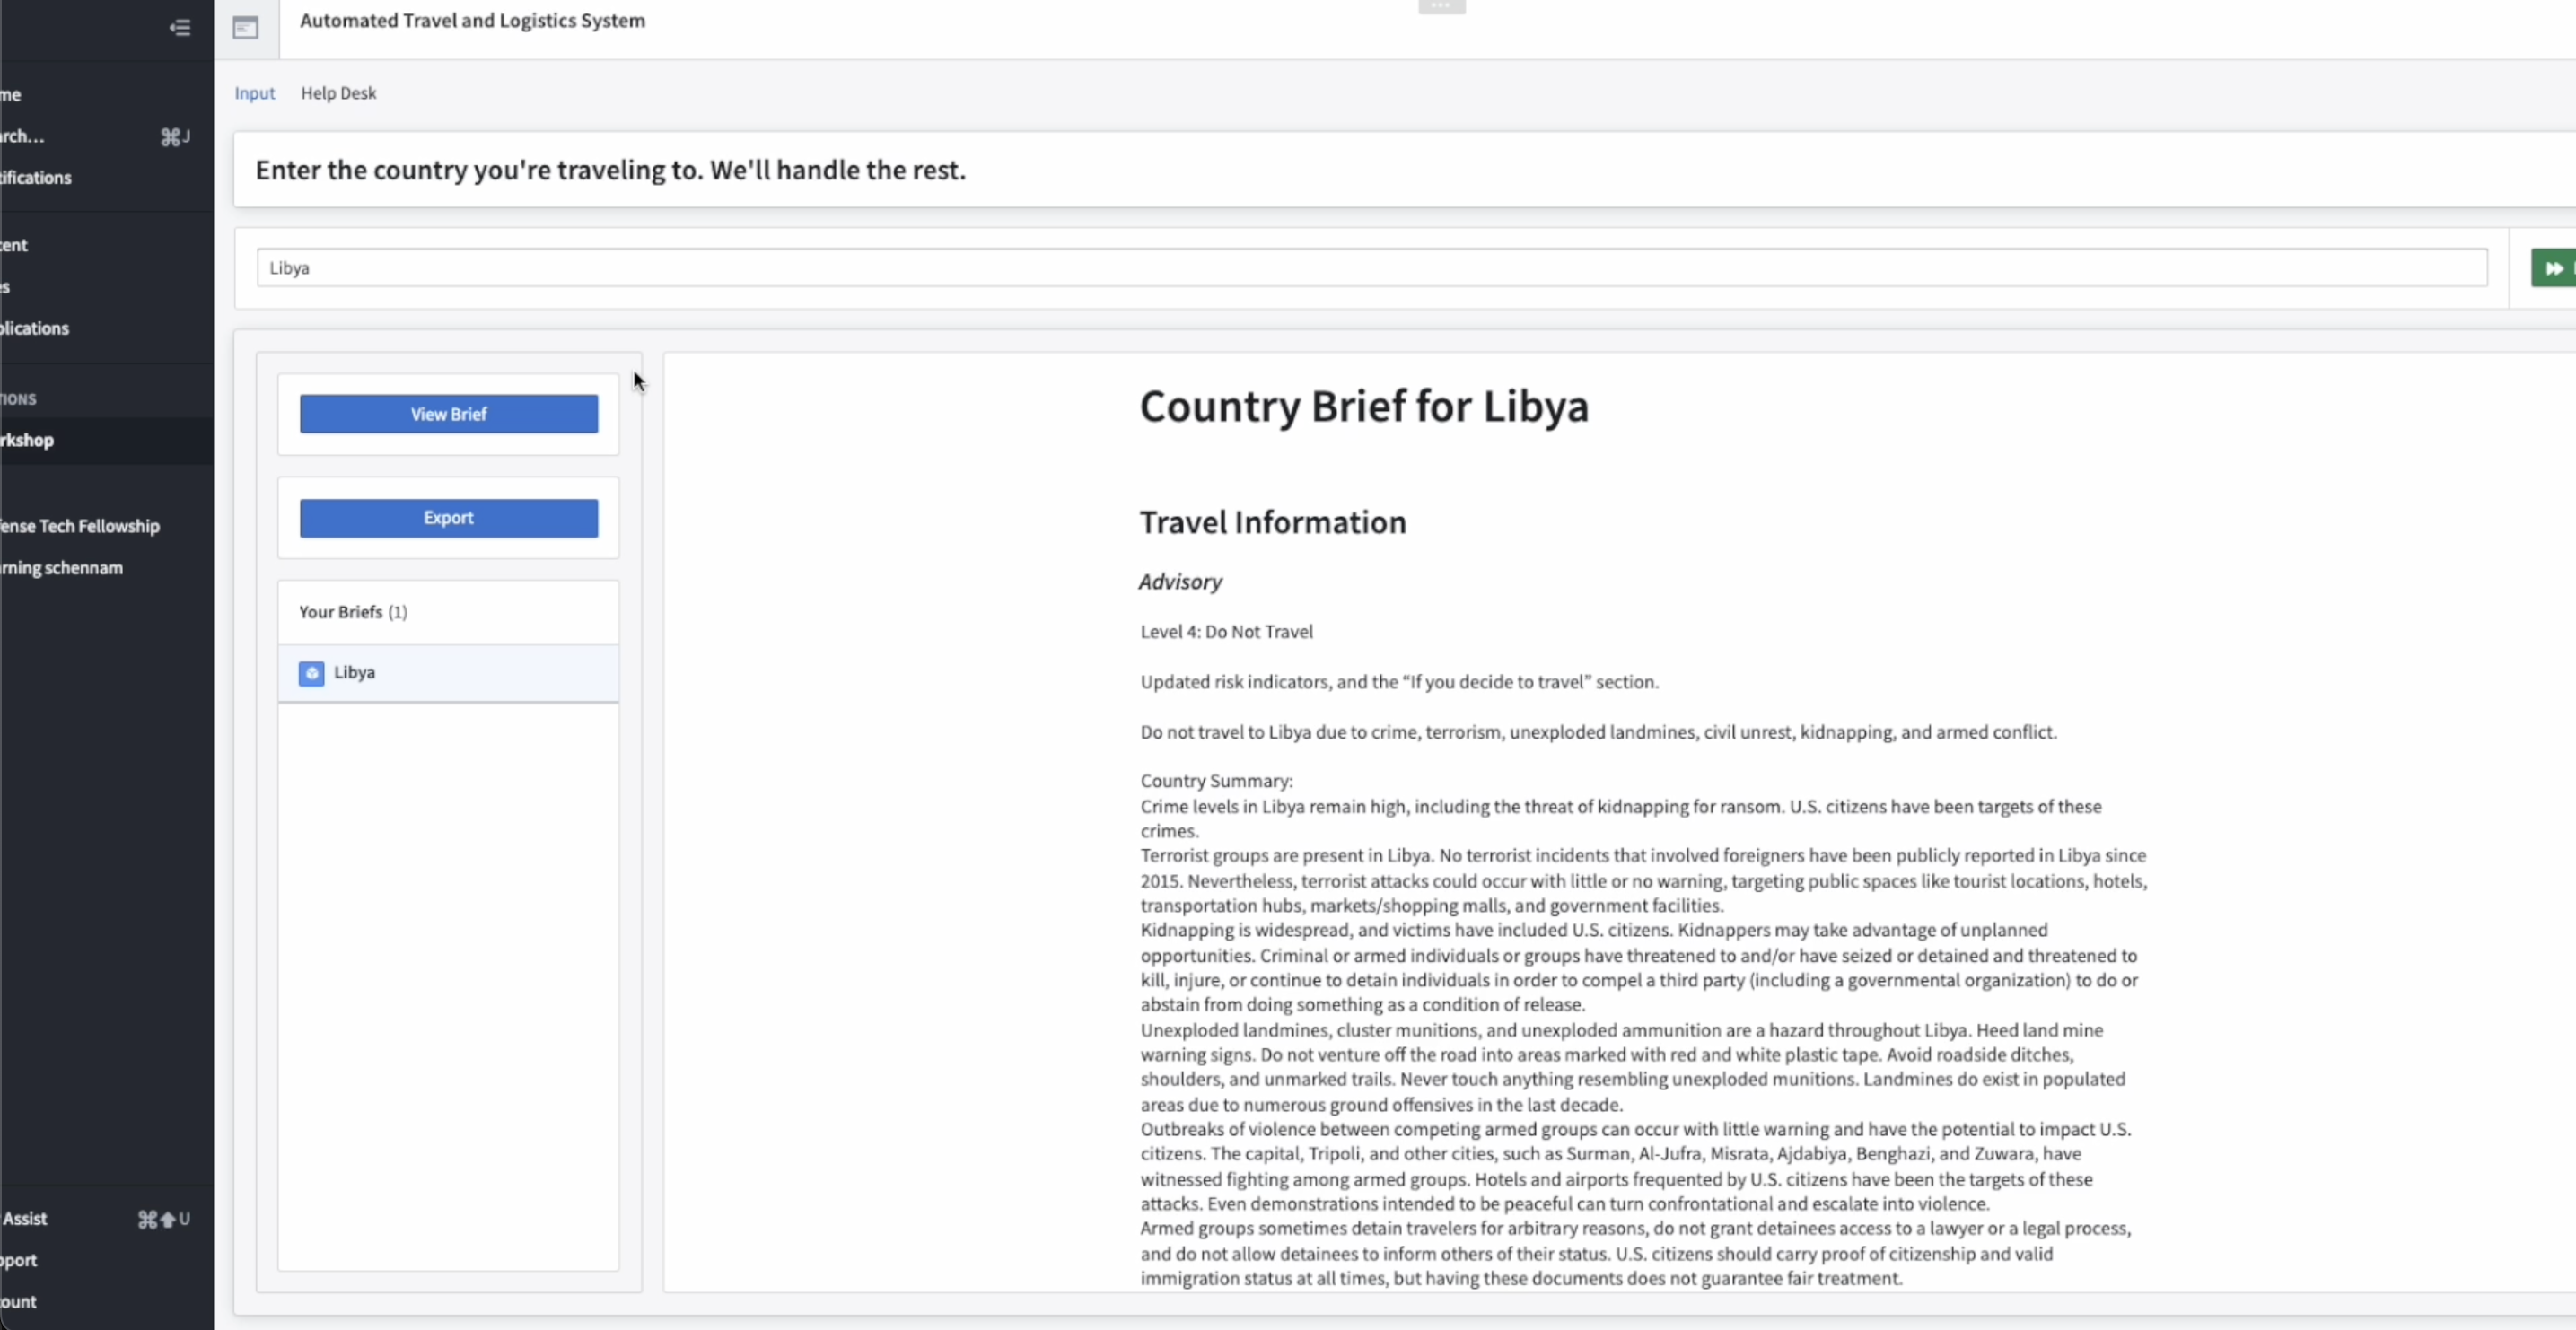 Automated Travel and Logistics System
me
Input Help Desk
rch... ⌘J
Enter the country you're traveling to. We'll handle the rest.
ifications
ent
Libya
s
lications
View Brief
Country Brief for Libya
IONS
rkshop
Export
Travel Information
ense Tech Fellowship
rning schennam
Advisory
Your Briefs (1)
Level 4: Do Not Travel
Libya
Updated risk indicators, and the “If you decide to travel” section.
Do not travel to Libya due to crime, terrorism, unexploded landmines, civil unrest, kidnapping, and armed conflict.
Country Summary:
Crime levels in Libya remain high, including the threat of kidnapping for ransom. U.S. citizens have been targets of these
crimes.
Terrorist groups are present in Libya. No terrorist incidents that involved foreigners have been publicly reported in Libya since
2015. Nevertheless, terrorist attacks could occur with little or no warning, targeting public spaces like tourist locations, hotels,
transportation hubs, markets/shopping malls, and government facilities.
Kidnapping is widespread, and victims have included U.S. citizens. Kidnappers may take advantage of unplanned
opportunities. Criminal or armed individuals or groups have threatened to and/or have seized or detained and threatened to
kill, injure, or continue to detain individuals in order to compel a third party (including a governmental organization) to do or
abstain from doing something as a condition of release.
Unexploded landmines, cluster munitions, and unexploded ammunition are a hazard throughout Libya. Heed land mine
warning signs. Do not venture off the road into areas marked with red and white plastic tape. Avoid roadside ditches,
shoulders, and unmarked trails. Never touch anything resembling unexploded munitions. Landmines do exist in populated
areas due to numerous ground offensives in the last decade.
Outbreaks of violence between competing armed groups can occur with little warning and have the potential to impact U.S.
citizens. The capital, Tripoli, and other cities, such as Surman, Al-Jufra, Misrata, Ajdabiya, Benghazi, and Zuwara, have
witnessed fighting among armed groups. Hotels and airports frequented by U.S. citizens have been the targets of these
attacks. Even demonstrations intended to be peaceful can turn confrontational and escalate into violence.
Armed groups sometimes detain travelers for arbitrary reasons, do not grant detainees access to a lawyer or a legal process,
and do not allow detainees to inform others of their status. U.S. citizens should carry proof of citizenship and valid
immigration status at all times, but having these documents does not guarantee fair treatment.
Assist ⌘⬆U
pport
ount